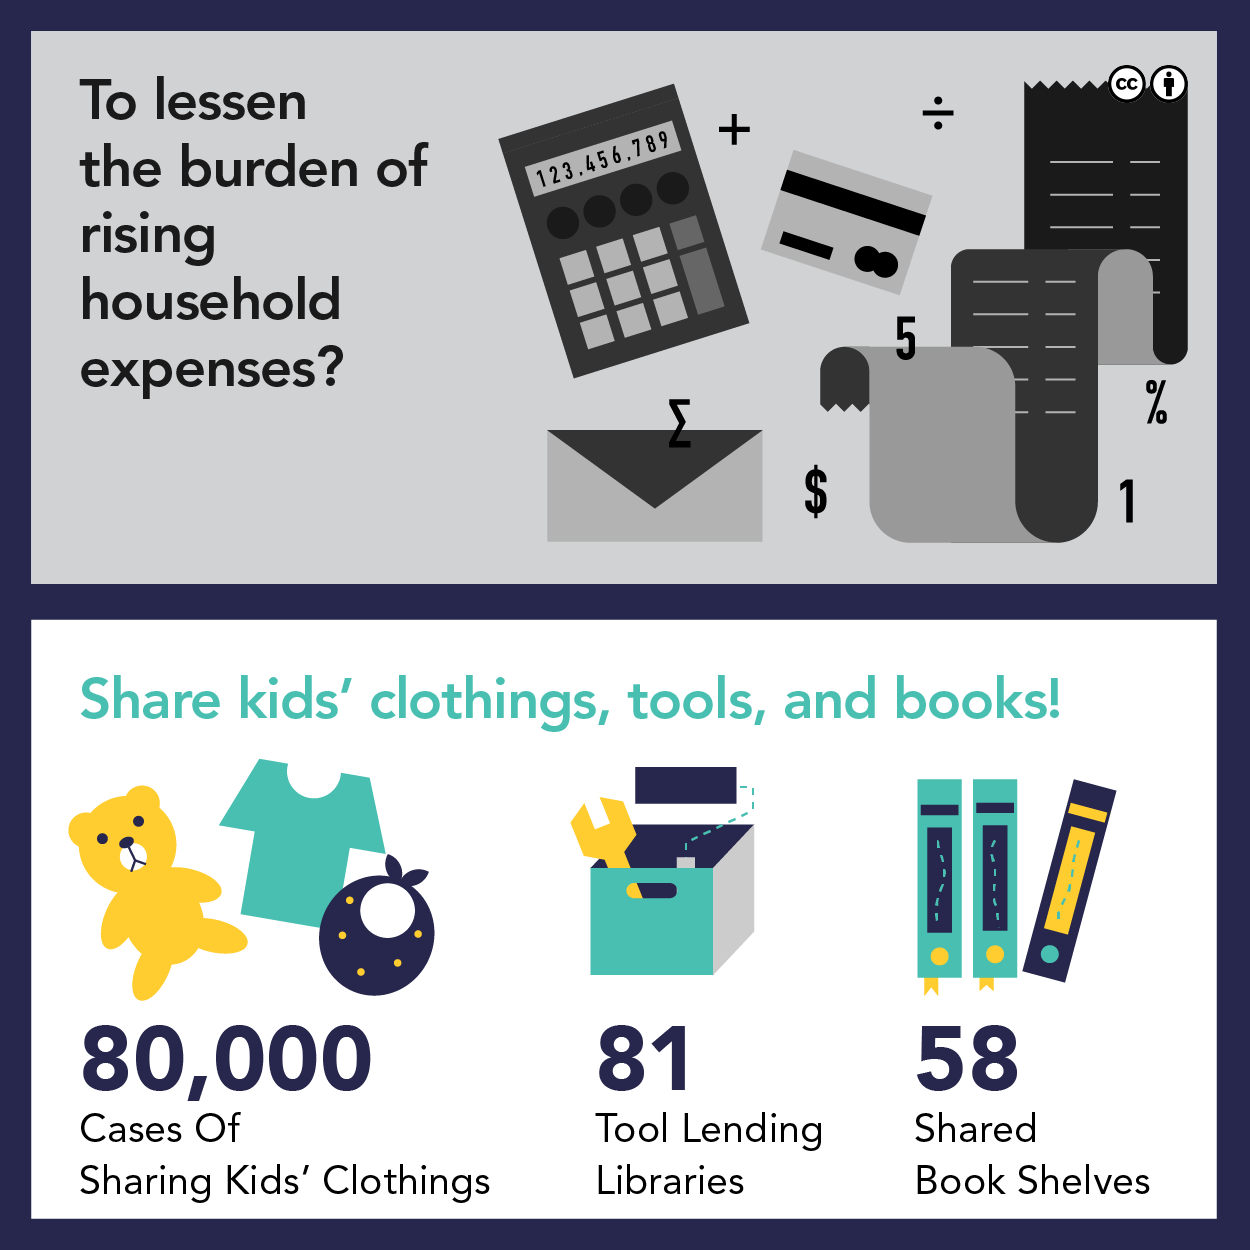 To lessen
the burden of
rising
household
expenses?
123.456.789
+
÷
cc
5
Σ
%
$
1
Share kids’ clothings, tools, and books!
80,000
Cases Of
Sharing Kids’ Clothings
81
Tool Lending
Libraries
58
Shared
Book Shelves